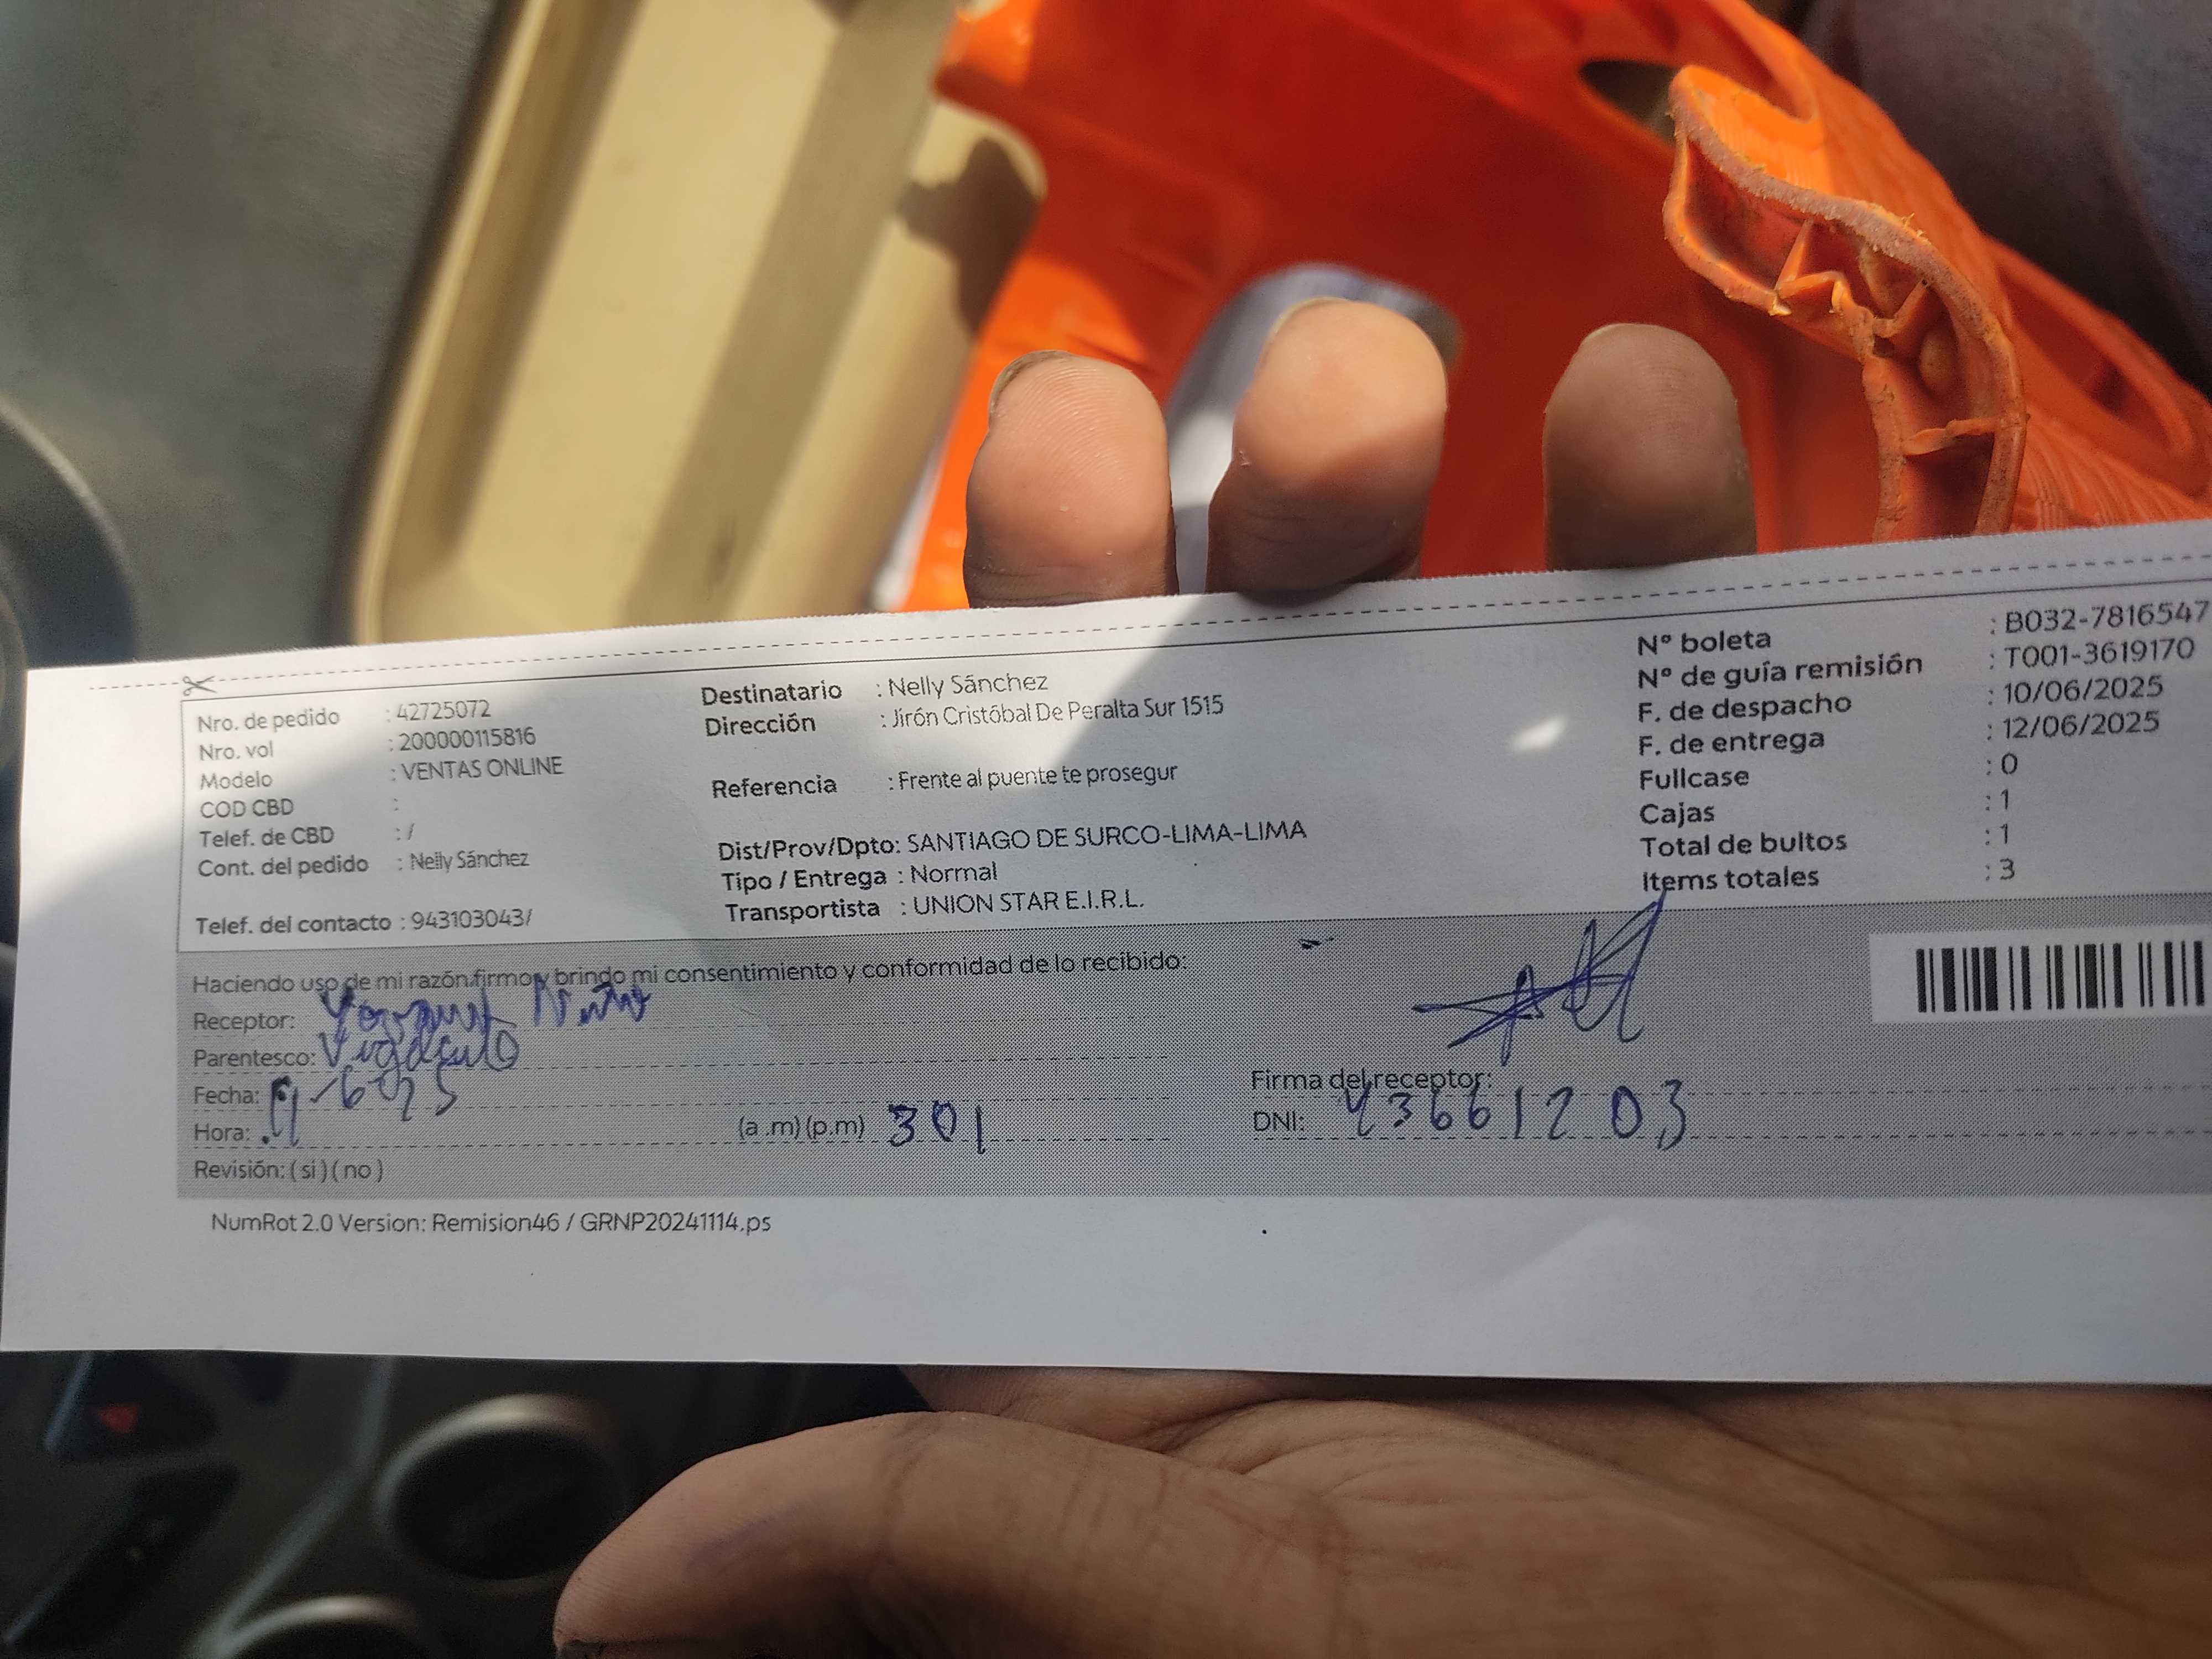 Nro. de pedido : 42725072
Nro. vol : 200000115816
Modelo : VENTAS ONLINE
COD CBD :
Telef. de CBD : /
Cont. del pedido : Nelly Sánchez
Telef. del contacto : 943103043/
Destinatario : Nelly Sánchez
Dirección : Jirón Cristóbal De Peralta Sur 1515
Referencia : Frente al puente te prosegur
Dist/Prov/Dpto: SANTIAGO DE SURCO-LIMA-LIMA
Tipo / Entrega : Normal
Transportista : UNION STAR E.I.R.L.
Nº boleta : B032-7816547
Nº de guía remisión : T001-3619170
F. de despacho : 10/06/2025
F. de entrega : 12/06/2025
Fullcase : 0
Cajas : 1
Total de bultos : 1
Items totales : 3
Haciendo uso de mi razón firmo y brindo mi consentimiento y conformidad de lo recibido:
Receptor:
Parentesco:
Fecha:
Hora: (a .m) (p.m) 301
Revisión: ( si ) ( no )
Firma del receptor:
DNI: 43661203
NumRot 2.0 Version: Remision46 / GRNP20241114.ps